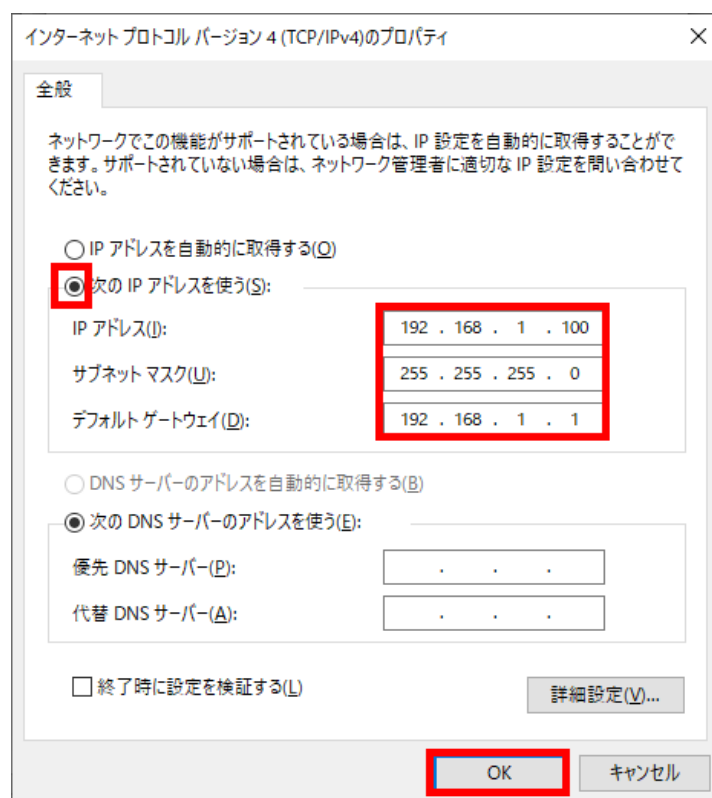 インターネット プロトコル バージョン 4 (TCP/IPv4)のプロパティ
全般
ネットワークでこの機能がサポートされている場合は、IP 設定を自動的に取得することがで
きます。サポートされていない場合は、ネットワーク管理者に適切な IP 設定を問い合わせて
ください。
IP アドレスを自動的に取得する(O)
次の IP アドレスを使う(S):
IP アドレス(I): 192 . 168 . 1 . 100
サブネット マスク(U): 255 . 255 . 255 . 0
デフォルト ゲートウェイ(D): 192 . 168 . 1 . 1
DNS サーバーのアドレスを自動的に取得する(B)
次の DNS サーバーのアドレスを使う(E):
優先 DNS サーバー(P): . . .
代替 DNS サーバー(A): . . .
終了時に設定を検証する(L)
詳細設定(V)...
OK キャンセル